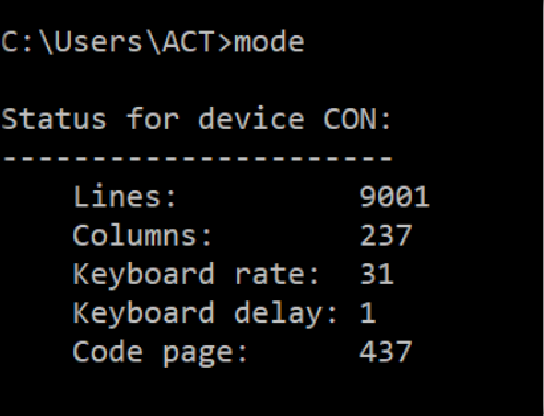 C:\Users\ACT>mode
Status for device CON:
----------------------
Lines: 9001
Columns: 237
Keyboard rate: 31
Keyboard delay: 1
Code page: 437